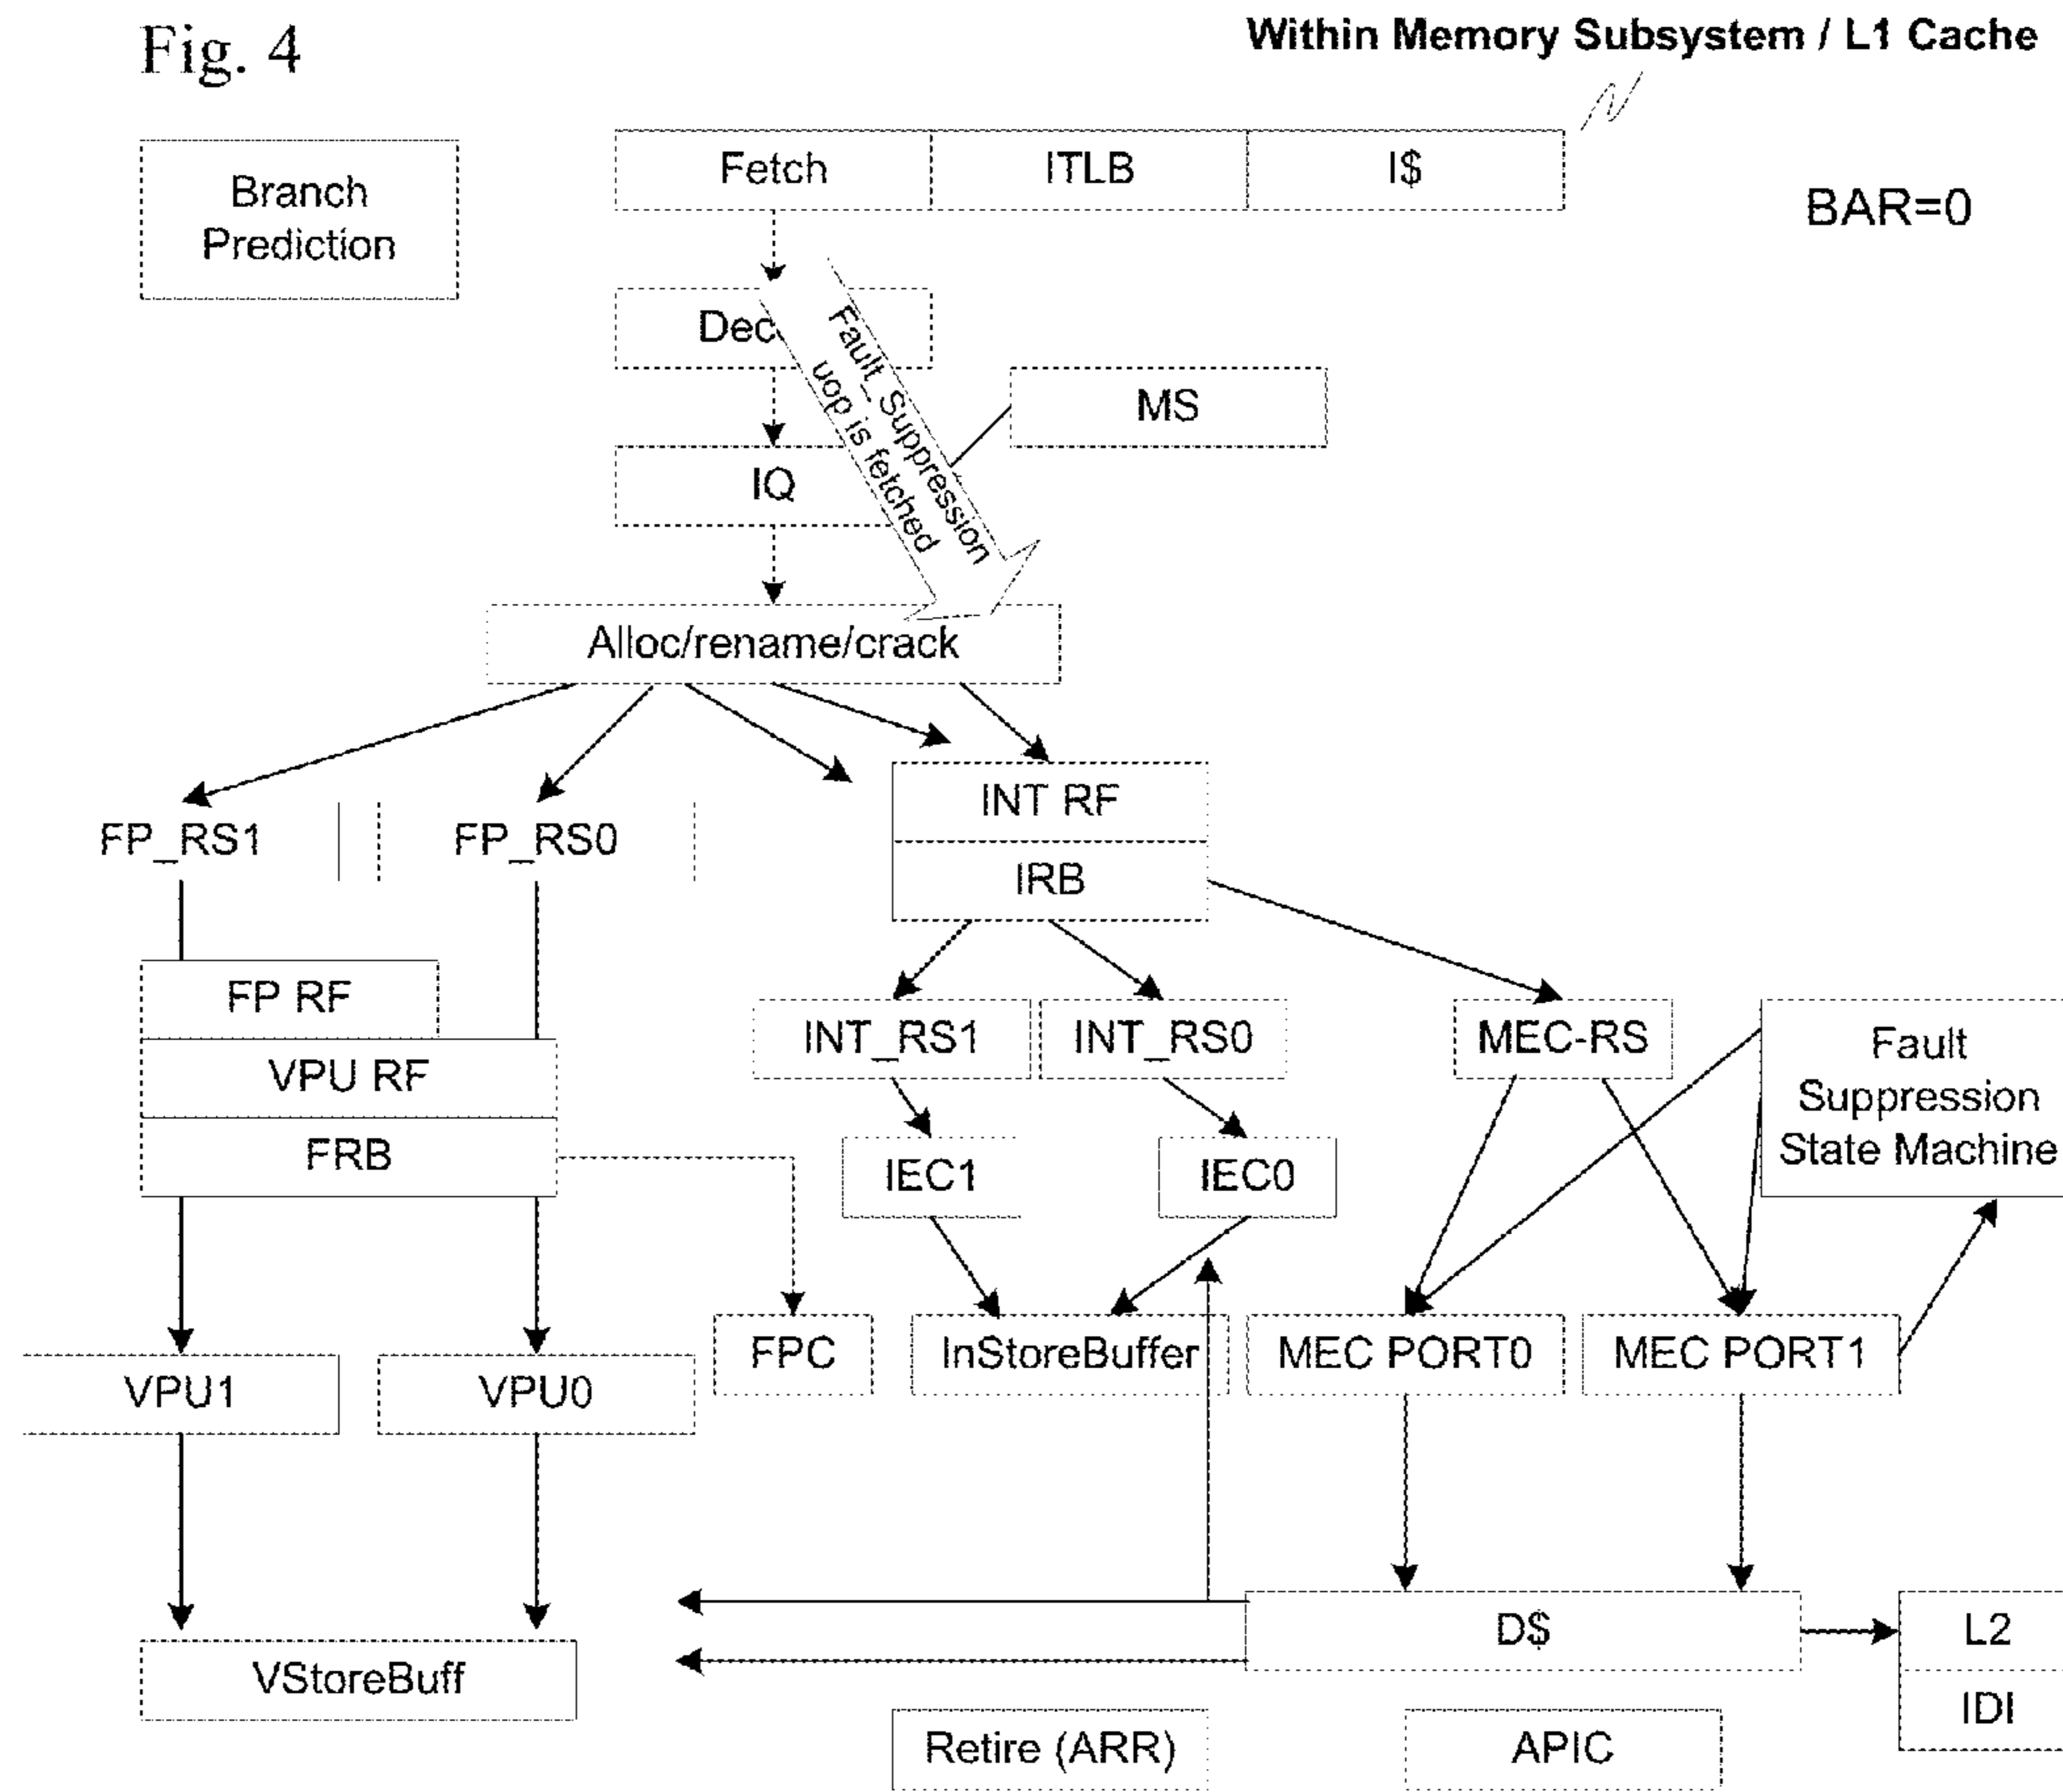 Fig. 4
Within Memory Subsystem / L1 Cache
Branch
Prediction
Fetch
ITLB
I$
BAR=0
Dec
Fault_Suppression
uop is fetched
MS
IQ
Alloc/rename/crack
FP_RS1
FP_RS0
INT RF
IRB
FP RF
VPU RF
FRB
INT_RS1
INT_RS0
MEC-RS
Fault
Suppression
State Machine
IEC1
IEC0
VPU1
VPU0
FPC
InStoreBuffer
MEC PORT0
MEC PORT1
VStoreBuff
D$
L2
IDI
Retire (ARR)
APIC